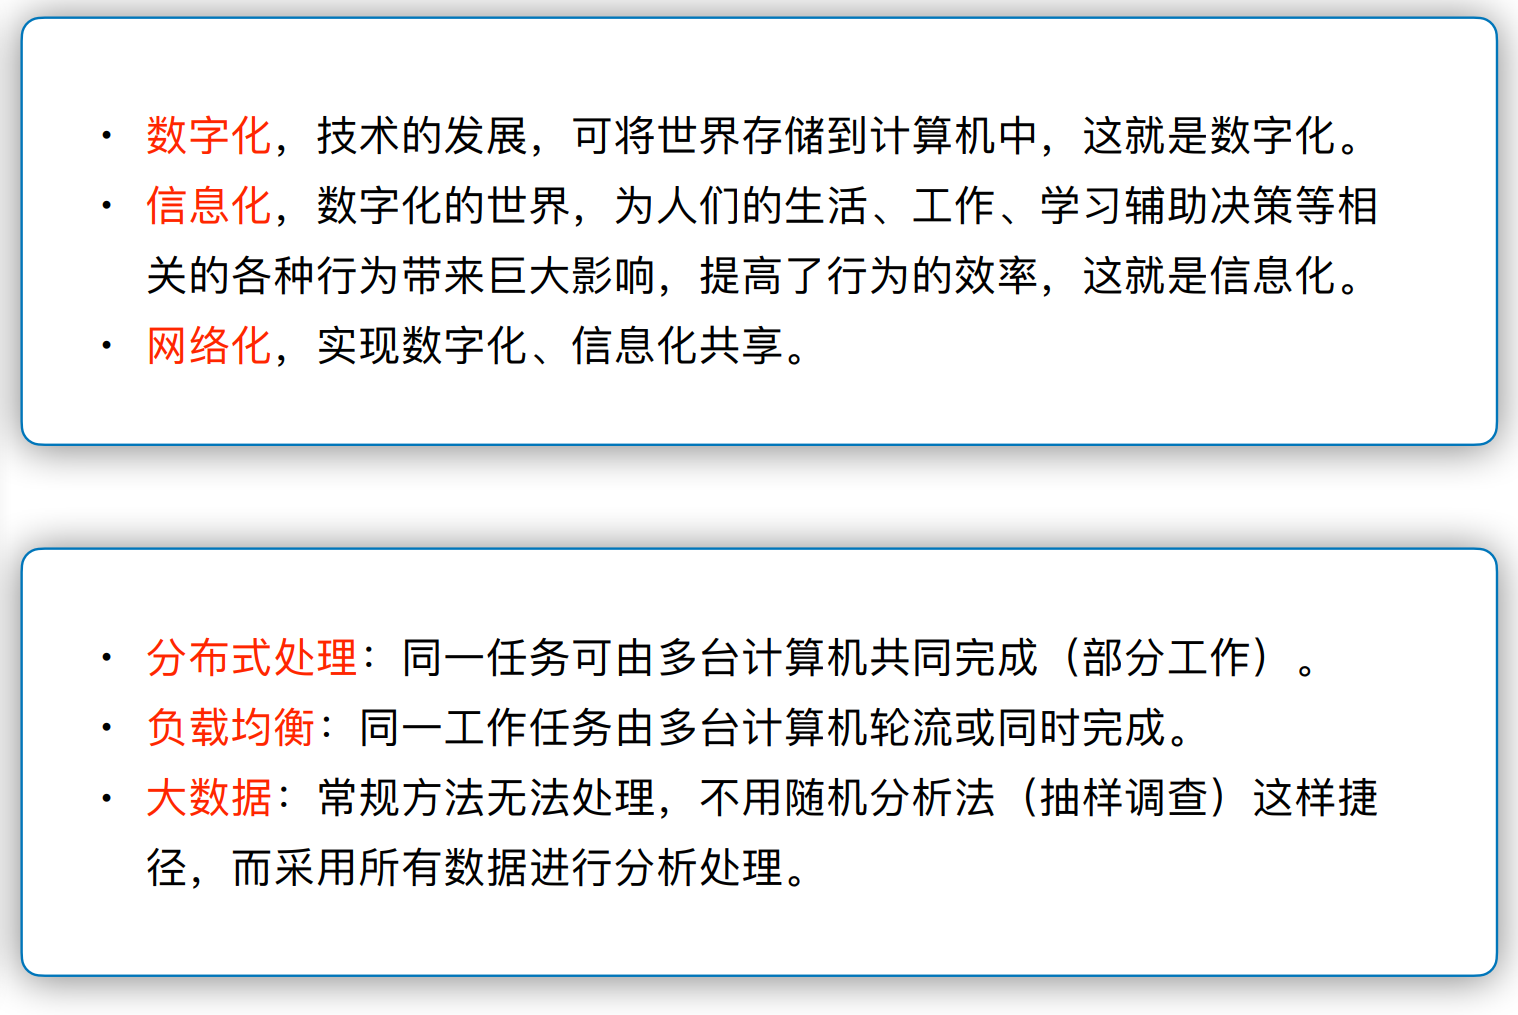 • 数字化，技术的发展，可将世界存储到计算机中，这就是数字化。
• 信息化，数字化的世界，为人们的生活、工作、学习辅助决策等相
关的各种行为带来巨大影响，提高了行为的效率，这就是信息化。
• 网络化，实现数字化、信息化共享。
• 分布式处理：同一任务可由多台计算机共同完成（部分工作）。
• 负载均衡：同一工作任务由多台计算机轮流或同时完成。
• 大数据：常规方法无法处理，不用随机分析法（抽样调查）这样捷
径，而采用所有数据进行分析处理。